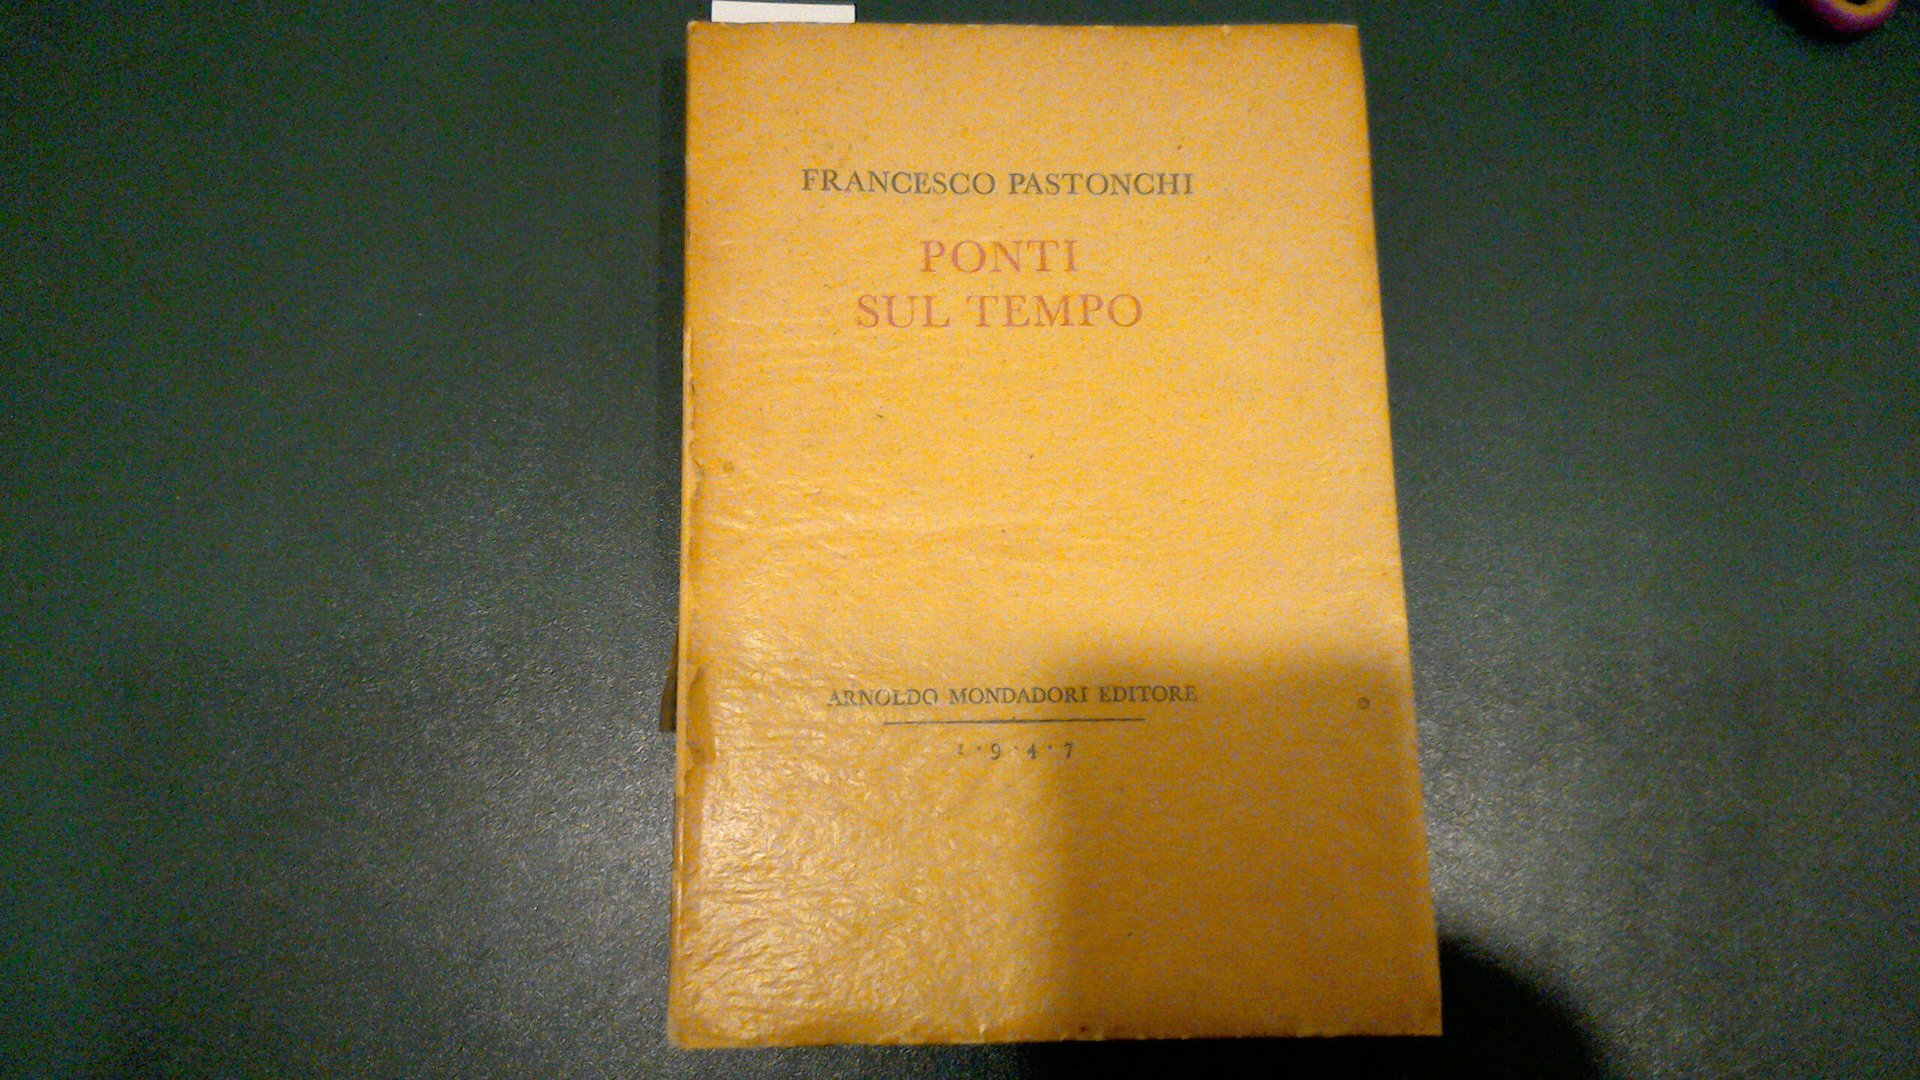 FRANCESCO PASTONCHI
PONTI
SUL TEMPO
ARNOLDO MONDADORI EDITORE
1·9·4·7